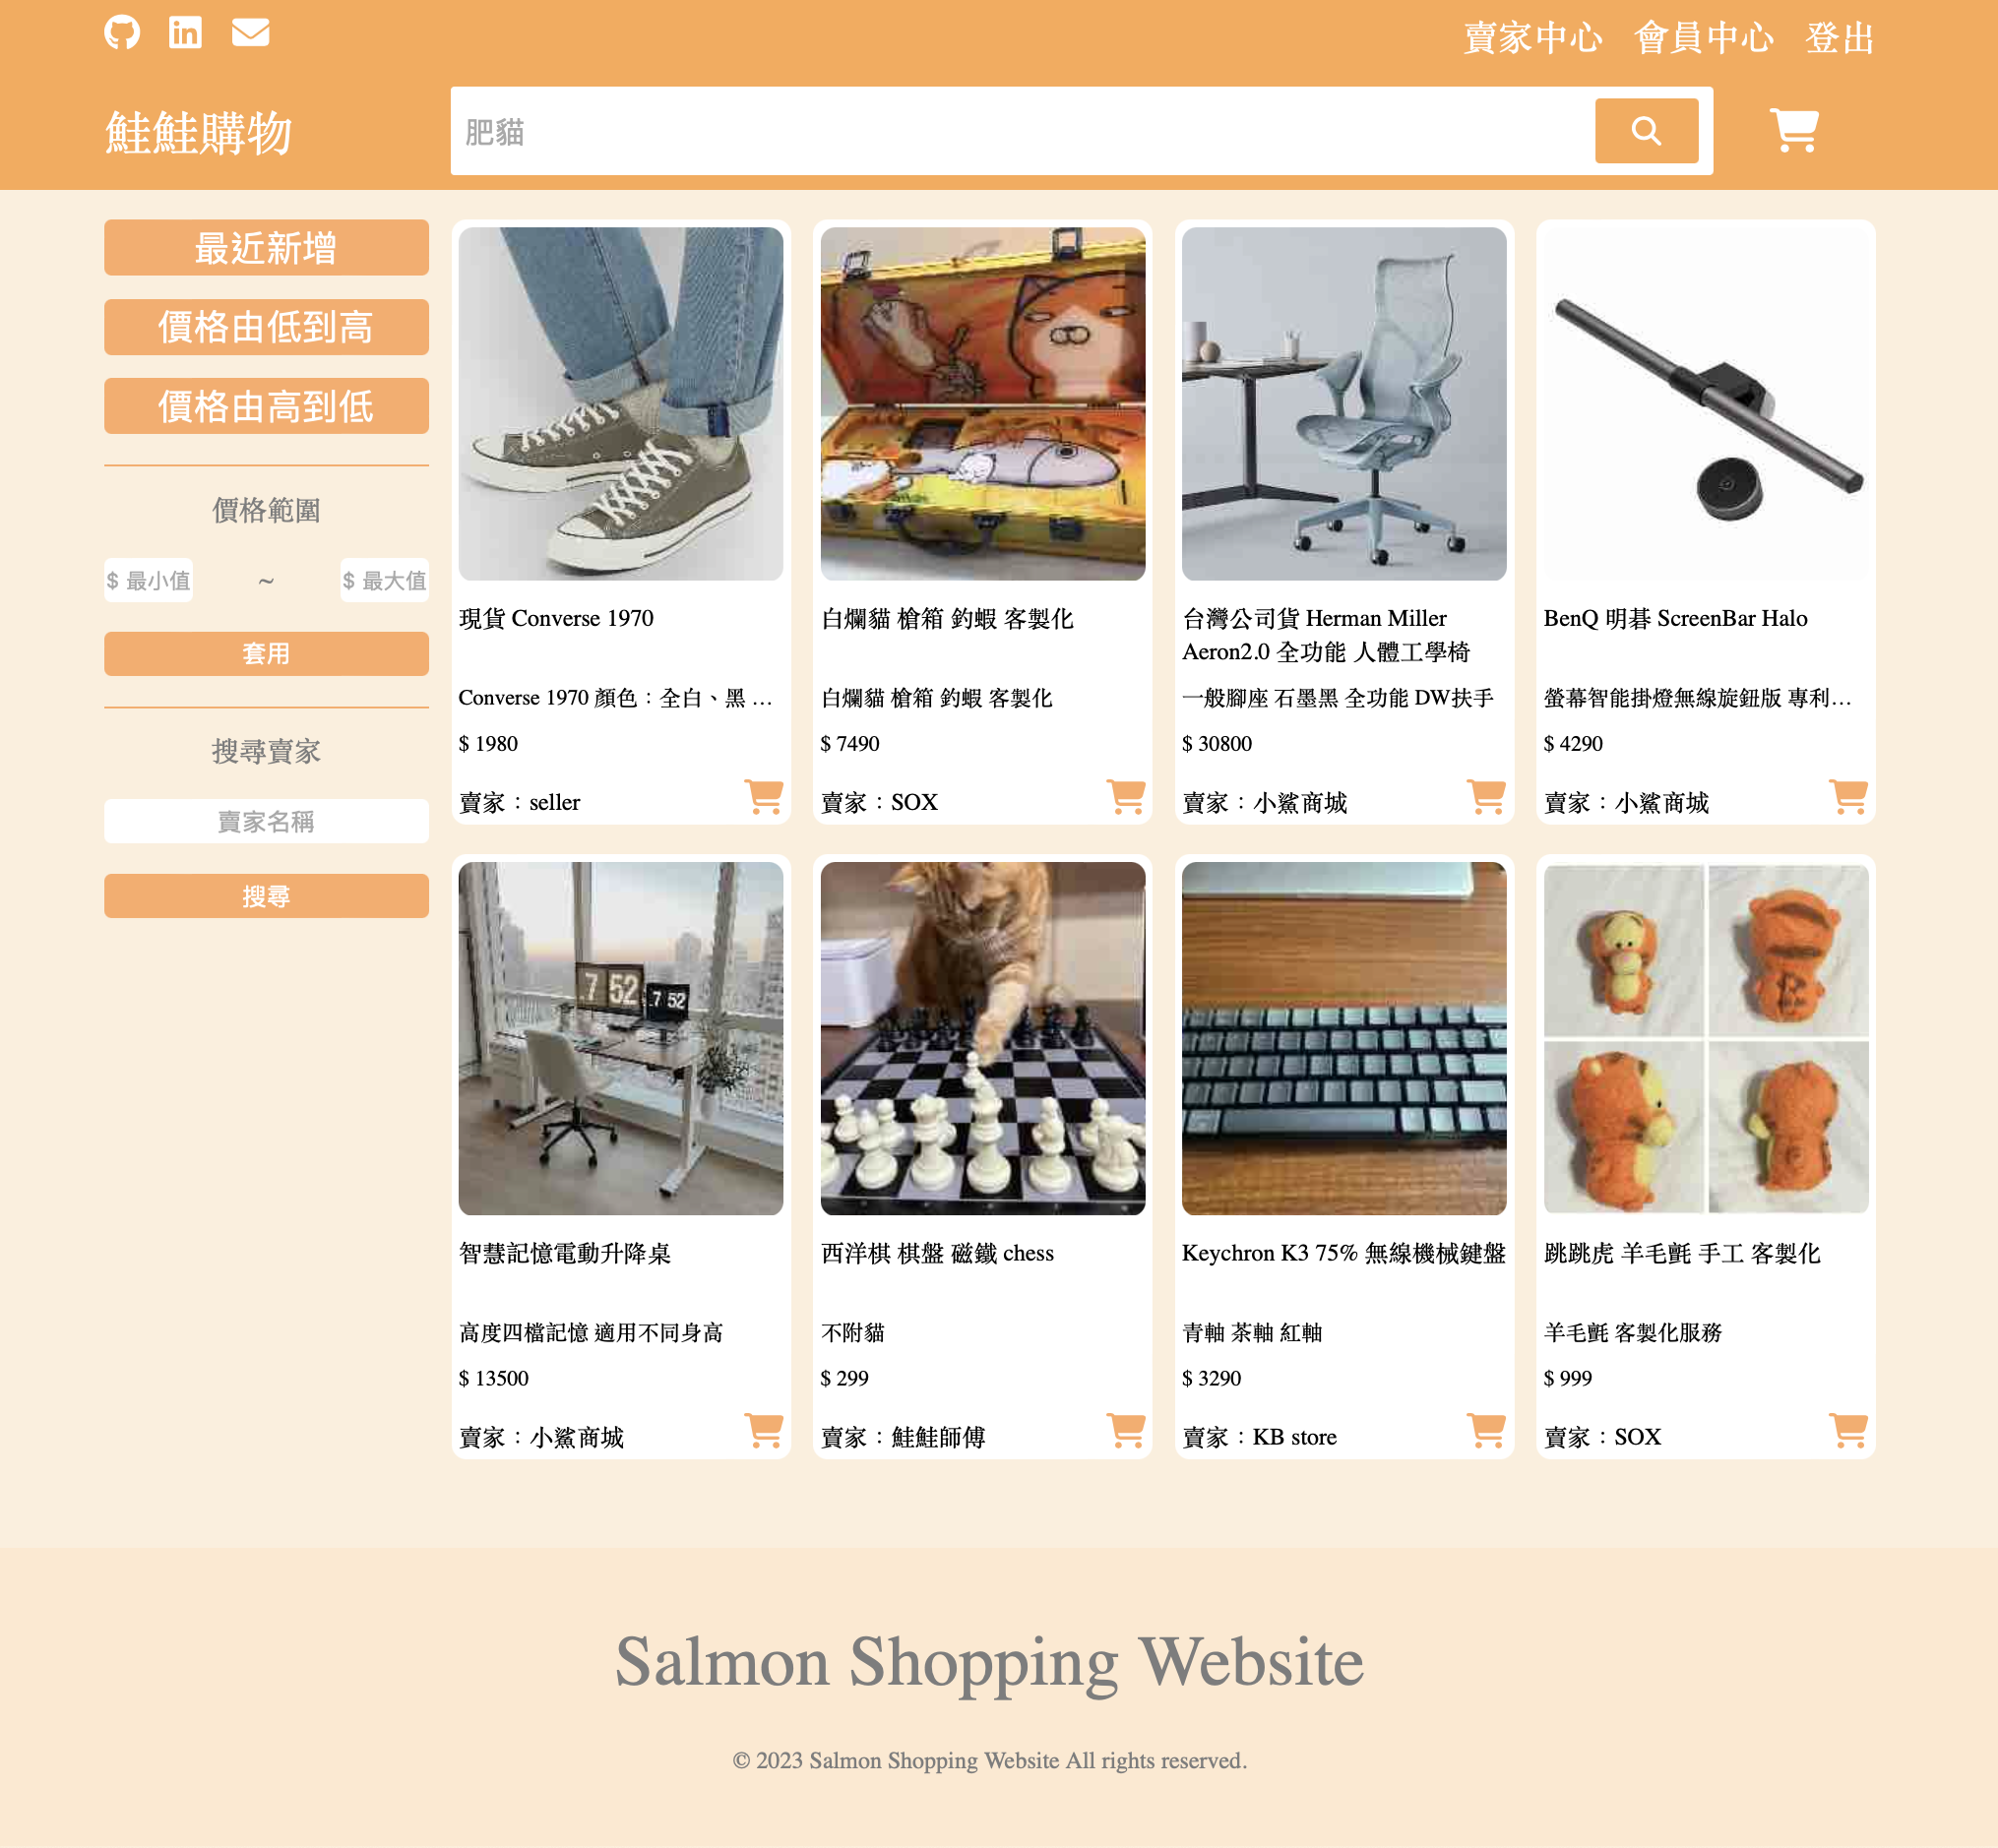 賣家中心 會員中心 登出
鮭鮭購物
肥貓
最近新增
價格由低到高
價格由高到低
價格範圍
$ 最小值 ~ $ 最大值
套用
搜尋賣家
賣家名稱
搜尋
現貨 Converse 1970
Converse 1970 顏色：全白、黑 …
$ 1980
賣家：seller
白爛貓 槍箱 釣蝦 客製化
白爛貓 槍箱 釣蝦 客製化
$ 7490
賣家：SOX
台灣公司貨 Herman Miller
Aeron2.0 全功能 人體工學椅
一般腳座 石墨黑 全功能 DW扶手
$ 30800
賣家：小鯊商城
BenQ 明碁 ScreenBar Halo
螢幕智能掛燈無線旋鈕版 專利…
$ 4290
賣家：小鯊商城
7 52
7 52
智慧記憶電動升降桌
高度四檔記憶 適用不同身高
$ 13500
賣家：小鯊商城
西洋棋 棋盤 磁鐵 chess
不附貓
$ 299
賣家：鮭鮭師傅
Keychron K3 75% 無線機械鍵盤
青軸 茶軸 紅軸
$ 3290
賣家：KB store
跳跳虎 羊毛氈 手工 客製化
羊毛氈 客製化服務
$ 999
賣家：SOX
Salmon Shopping Website
© 2023 Salmon Shopping Website All rights reserved.